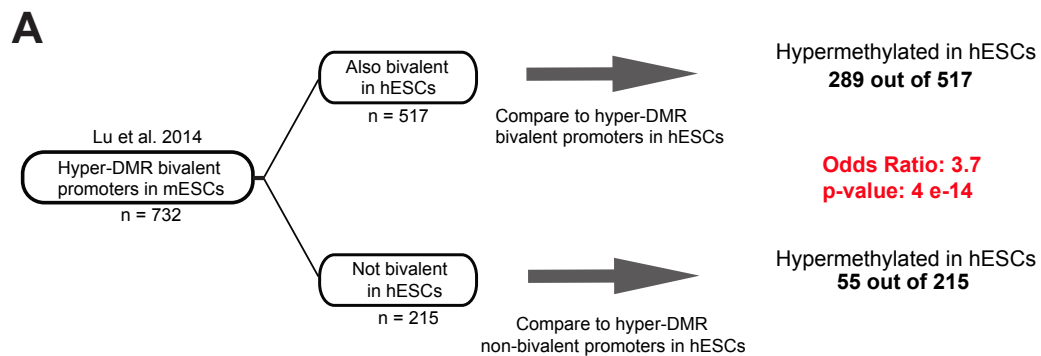 A
Lu et al. 2014
Hyper-DMR bivalent
promoters in mESCs
n = 732
Also bivalent
in hESCs
n = 517
Compare to hyper-DMR
bivalent promoters in hESCs
Hypermethylated in hESCs
289 out of 517
Odds Ratio: 3.7
p-value: 4 e-14
Not bivalent
in hESCs
n = 215
Compare to hyper-DMR
non-bivalent promoters in hESCs
Hypermethylated in hESCs
55 out of 215